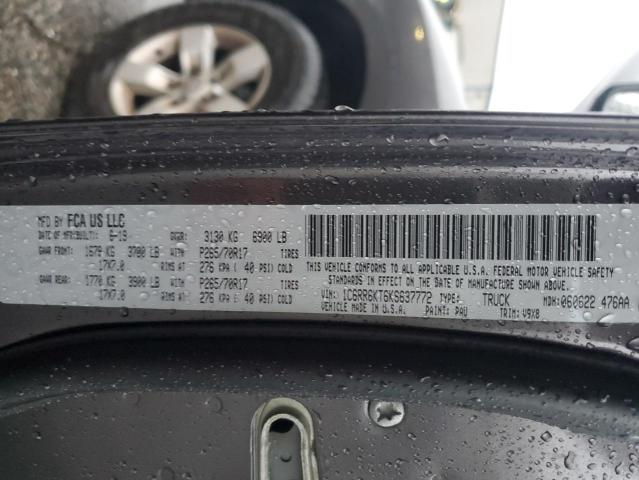 MFD BY FCA US LLC
DATE OF MFR 6-19 GVWR: 3130 KG 6900 LB
GAWR FRONT: 1679 KG 3700 LB WITH P265/70R17
17X7.0 RIMS AT 276 KPA ( 40 PSI) COLD
GAWR REAR: 1770 KG 3900 LB WITH P265/70R17
17X7.0 RIMS AT 276 KPA ( 40 PSI) COLD
THIS VEHICLE CONFORMS TO ALL APPLICABLE U.S.A. FEDERAL MOTOR VEHICLE SAFETY
STANDARDS IN EFFECT ON THE DATE OF MANUFACTURE SHOWN ABOVE.
VIN: 1C6RR6KT6KS637772 TYPE: TRUCK MDH: 060622 476AA
VEHICLE MADE IN U.S.A. PAINT: PAU TRIM: V9X8